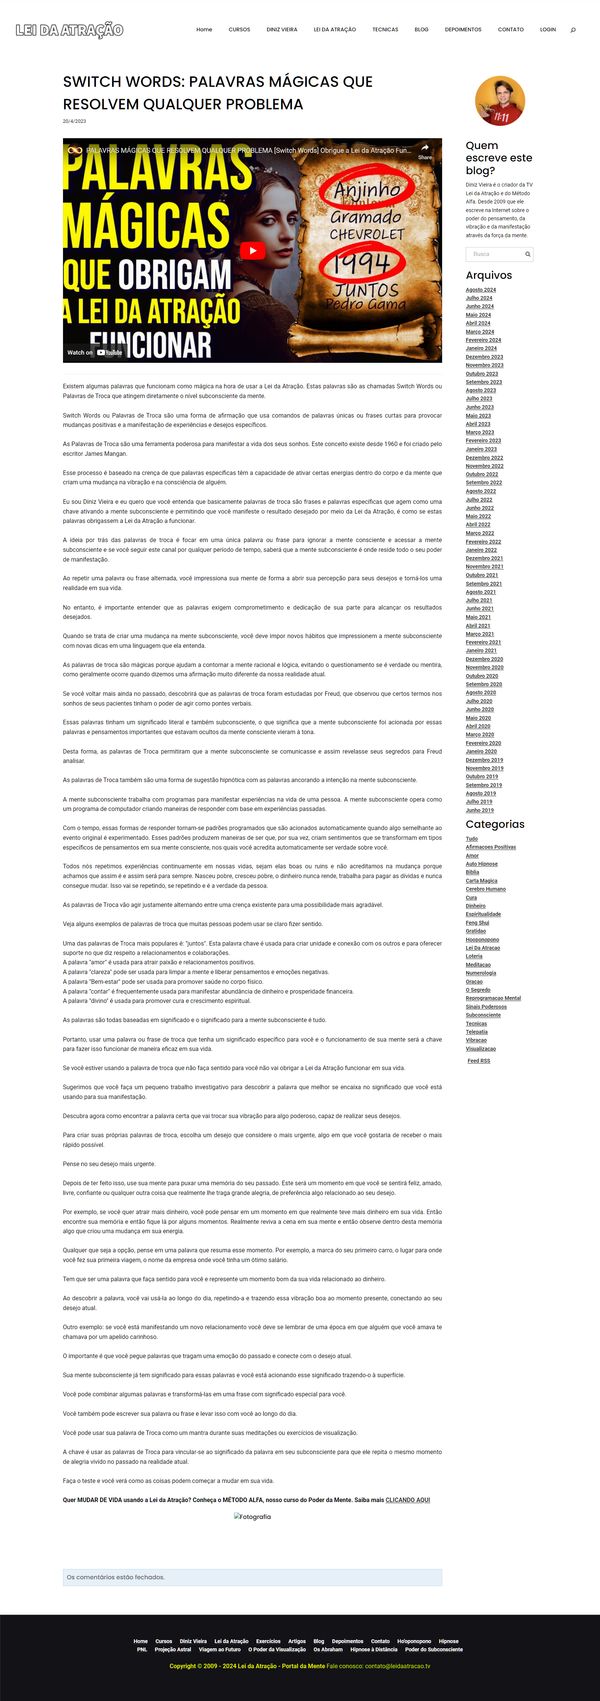 LEI DA ATRAÇÃO
Home CURSOS DINIZ VIEIRA LEI DA ATRAÇÃO TECNICAS BLOG DEPOIMENTOS CONTATO LOGIN
SWITCH WORDS: PALAVRAS MÁGICAS QUE
RESOLVEM QUALQUER PROBLEMA
20/4/2023
PALAVRAS MÁGICAS QUE RESOLVEM QUALQUER PROBLEMA [Switch Words] Obrigue a Lei da Atração Fun...
Share
PALAVRAS
MÁGICAS
QUE OBRIGAM
A LEI DA ATRAÇÃO
FUNCIONAR
Anjinho
Gramado
CHEVROLET
1994
JUNTOS
Pedro Gama
Watch on YouTube
Existem algumas palavras que funcionam como mágica na hora de usar a Lei da Atração. Estas palavras são as chamadas Switch Words ou
Palavras de Troca que atingem diretamente o nível subconsciente da mente.
Switch Words ou Palavras de Troca são uma forma de afirmação que usa comandos de palavras únicas ou frases curtas para provocar
mudanças positivas e a manifestação de experiências e desejos específicos.
As Palavras de Troca são uma ferramenta poderosa para manifestar a vida dos seus sonhos. Este conceito existe desde 1960 e foi criado pelo
escritor James Mangan.
Esse processo é baseado na crença de que palavras específicas têm a capacidade de ativar certas energias dentro do corpo e da mente que
criam uma mudança na vibração e na consciência de alguém.
Eu sou Diniz Vieira e eu quero que você entenda que basicamente palavras de troca são frases e palavras específicas que agem como uma
chave ativando a mente subconsciente e permitindo que você manifeste o resultado desejado por meio da Lei da Atração, é como se estas
palavras obrigassem a Lei da Atração a funcionar.
A ideia por trás das palavras de troca é focar em uma única palavra ou frase para ignorar a mente consciente e acessar a mente
subconsciente e se você seguir este canal por qualquer período de tempo, saberá que a mente subconsciente é onde reside todo o seu poder
de manifestação.
Ao repetir uma palavra ou frase alternada, você impressiona sua mente de forma a abrir sua percepção para seus desejos e torná-los uma
realidade em sua vida.
No entanto, é importante entender que as palavras exigem comprometimento e dedicação de sua parte para alcançar os resultados
desejados.
Quando se trata de criar uma mudança na mente subconsciente, você deve impor novos hábitos que impressionem a mente subconsciente
com novas dicas em uma linguagem que ela entenda.
As palavras de troca são mágicas porque ajudam a contornar a mente racional e lógica, evitando o questionamento se é verdade ou mentira,
como geralmente ocorre quando dizemos uma afirmação muito diferente da nossa realidade atual.
Se você voltar mais ainda no passado, descobrirá que as palavras de troca foram estudadas por Freud, que observou que certos termos nos
sonhos de seus pacientes tinham o poder de agir como pontes verbais.
Essas palavras tinham um significado literal e também subconsciente, o que significa que a mente subconsciente foi acionada por essas
palavras e pensamentos importantes que estavam ocultos da mente consciente vieram à tona.
Desta forma, as palavras de Troca permitiram que a mente subconsciente se comunicasse e assim revelasse seus segredos para Freud
analisar.
As palavras de Troca também são uma forma de sugestão hipnótica com as palavras ancorando a intenção na mente subconsciente.
A mente subconsciente trabalha com programas para manifestar experiências na vida de uma pessoa. A mente subconsciente opera como
um programa de computador criando maneiras de responder com base em experiências passadas.
Com o tempo, essas formas de responder tornam-se padrões programados que são acionados automaticamente quando algo semelhante ao
evento original é experimentado. Esses padrões produzem maneiras de ser que, por sua vez, criam sentimentos que se transformam em tipos
específicos de pensamentos em sua mente consciente, nos quais você acredita automaticamente ser verdade sobre você.
Todos nós repetimos experiências continuamente em nossas vidas, sejam elas boas ou ruins e não acreditamos na mudança porque
achamos que assim é e assim será para sempre. Nasceu pobre, cresceu pobre, o dinheiro nunca rende, trabalha para pagar as dívidas e nunca
consegue mudar. Isso vai se repetindo, se repetindo e é a verdade da pessoa.
As palavras de Troca vão agir justamente alternando entre uma crença existente para uma possibilidade mais agradável.
Veja alguns exemplos de palavras de troca que muitas pessoas podem usar se claro fizer sentido.
Uma das palavras de Troca mais populares é: "juntos". Esta palavra chave é usada para criar unidade e conexão com os outros e para oferecer
suporte no que diz respeito a relacionamentos e colaborações.
A palavra "amor" é usada para atrair paixão e relacionamentos positivos.
A palavra "clareza" pode ser usada para limpar a mente e liberar pensamentos e emoções negativas.
A palavra "Bem-estar" pode ser usada para promover saúde no corpo físico.
A palavra "contar" é frequentemente usada para manifestar abundância de dinheiro e prosperidade financeira.
A palavra "divino" é usada para promover cura e crescimento espiritual.
As palavras são todas baseadas em significado e o significado para a mente subconsciente é tudo.
Portanto, usar uma palavra ou frase de troca que tenha um significado específico para você e o funcionamento de sua mente será a chave
para fazer isso funcionar de maneira eficaz em sua vida.
Se você estiver usando a palavra de troca que não faça sentido para você não vai obrigar a Lei da Atração funcionar em sua vida.
Sugerimos que você faça um pequeno trabalho investigativo para descobrir a palavra que melhor se encaixa no significado que você está
usando para sua manifestação.
Descubra agora como encontrar a palavra certa que vai trocar sua vibração para algo poderoso, capaz de realizar seus desejos.
Para criar suas próprias palavras de troca, escolha um desejo que considere o mais urgente, algo em que você gostaria de receber o mais
rápido possível.
Pense no seu desejo mais urgente.
Depois de ter feito isso, use sua mente para puxar uma memória do seu passado. Este será um momento em que você se sentirá feliz, amado,
livre, confiante ou qualquer outra coisa que realmente lhe traga grande alegria, de preferência algo relacionado ao seu desejo.
Por exemplo, se você quer atrair mais dinheiro, você pode pensar em um momento em que realmente teve mais dinheiro em sua vida. Então
encontre sua memória e então fique lá por alguns momentos. Realmente reviva a cena em sua mente e então observe dentro desta memória
algo que criou uma mudança em sua energia.
Qualquer que seja a opção, pense em uma palavra que resuma esse momento. Por exemplo, a marca do seu primeiro carro, o lugar para onde
você fez sua primeira viagem, o nome da empresa onde você tinha um ótimo salário.
Tem que ser uma palavra que faça sentido para você e represente um momento bom da sua vida relacionado ao dinheiro.
Ao descobrir a palavra, você vai usá-la ao longo do dia, repetindo-a e trazendo essa vibração boa ao momento presente, conectando ao seu
desejo atual.
Outro exemplo: se você está manifestando um novo relacionamento você deve se lembrar de uma época em que alguém que você amava te
chamava por um apelido carinhoso.
O importante é que você pegue palavras que tragam uma emoção do passado e conecte com o desejo atual.
Sua mente subconsciente já tem significado para essas palavras e você está acionando esse significado trazendo-o à superfície.
Você pode combinar algumas palavras e transformá-las em uma frase com significado especial para você.
Você também pode escrever sua palavra ou frase e levar isso com você ao longo do dia.
Você pode usar sua palavra de Troca como um mantra durante suas meditações ou exercícios de visualização.
A chave é usar as palavras de Troca para vincular-se ao significado da palavra em seu subconsciente para que ele repita o mesmo momento
de alegria vivido no passado na realidade atual.
Faça o teste e você verá como as coisas podem começar a mudar em sua vida.
Quer MUDAR DE VIDA usando a Lei da Atração? Conheça o MÉTODO ALFA, nosso curso do Poder da Mente. Saiba mais CLICANDO AQUI
Fotografia
Os comentários estão fechados.
11:11
Quem
escreve este
blog?
Diniz Vieira é o criador da TV
Lei da Atração e do Método
Alfa. Desde 2009 que ele
escreve na Internet sobre o
poder do pensamento, da
vibração e da manifestação
através da força da mente.
Busca
Arquivos
Agosto 2024
Julho 2024
Junho 2024
Maio 2024
Abril 2024
Março 2024
Fevereiro 2024
Janeiro 2024
Dezembro 2023
Novembro 2023
Outubro 2023
Setembro 2023
Agosto 2023
Julho 2023
Junho 2023
Maio 2023
Abril 2023
Março 2023
Fevereiro 2023
Janeiro 2023
Dezembro 2022
Novembro 2022
Outubro 2022
Setembro 2022
Agosto 2022
Julho 2022
Junho 2022
Maio 2022
Abril 2022
Março 2022
Fevereiro 2022
Janeiro 2022
Dezembro 2021
Novembro 2021
Outubro 2021
Setembro 2021
Agosto 2021
Julho 2021
Junho 2021
Maio 2021
Abril 2021
Março 2021
Fevereiro 2021
Janeiro 2021
Dezembro 2020
Novembro 2020
Outubro 2020
Setembro 2020
Agosto 2020
Julho 2020
Junho 2020
Maio 2020
Abril 2020
Março 2020
Fevereiro 2020
Janeiro 2020
Dezembro 2019
Novembro 2019
Outubro 2019
Setembro 2019
Agosto 2019
Julho 2019
Junho 2019
Categorias
Tudo
Afirmacoes Positivas
Amor
Auto Hipnose
Bíblia
Carta Magica
Cerebro Humano
Cura
Dinheiro
Espiritualidade
Feng Shui
Gratidao
Hooponopono
Lei Da Atracao
Loteria
Meditacao
Numerologia
Oracao
O Segredo
Reprogramacao Mental
Sinais Poderosos
Subconsciente
Tecnicas
Telepatia
Vibracao
Visualizacao
Feed RSS
Home Cursos Diniz Vieira Lei da Atração Exercícios Artigos Blog Depoimentos Contato Ho'oponopono Hipnose
PNL Projeção Astral Viagem ao Futuro O Poder da Visualização Os Abraham Hipnose à Distância Poder do Subconsciente
Copyright © 2009 - 2024 Lei da Atração - Portal da Mente Fale conosco: contato@leidaatracao.tv